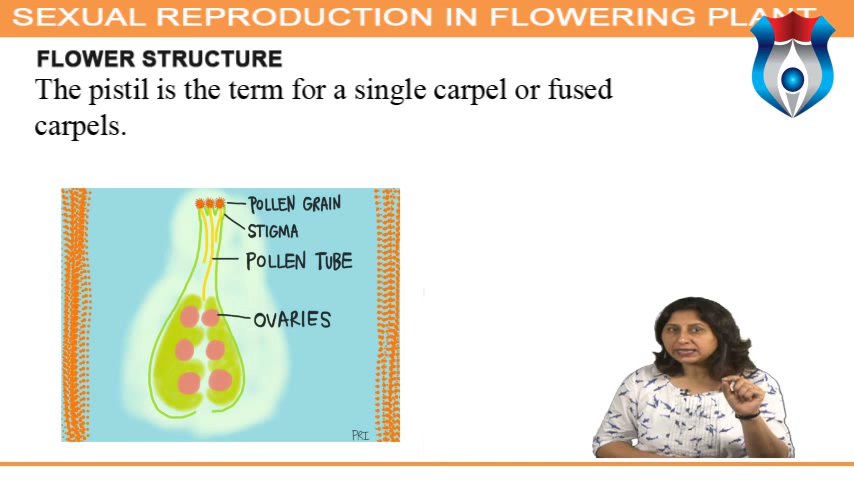 SEXUAL REPRODUCTION IN FLOWERING PLANT
FLOWER STRUCTURE
The pistil is the term for a single carpel or fused
carpels.
POLLEN GRAIN
STIGMA
POLLEN TUBE
OVARIES
PRI